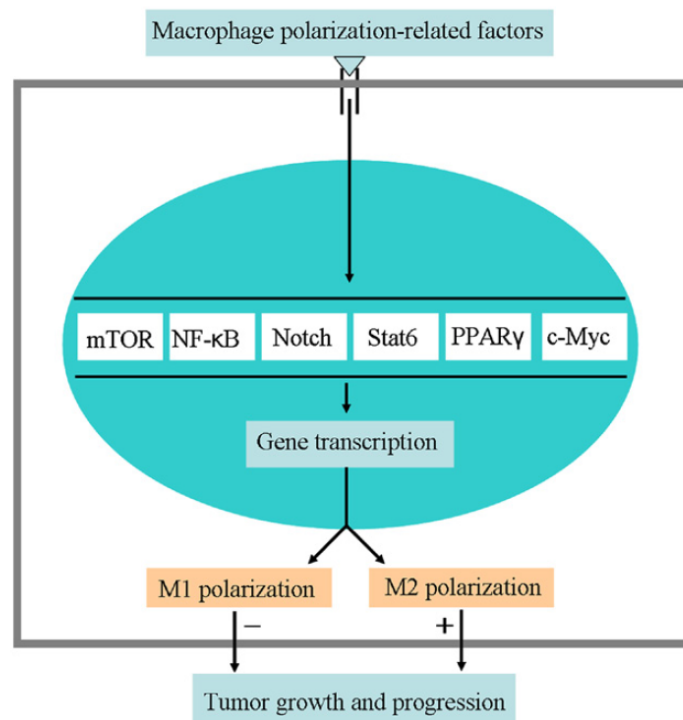 Macrophage polarization-related factors
mTOR NF-κB Notch Stat6 PPARγ c-Myc
Gene transcription
M1 polarization M2 polarization
− +
Tumor growth and progression